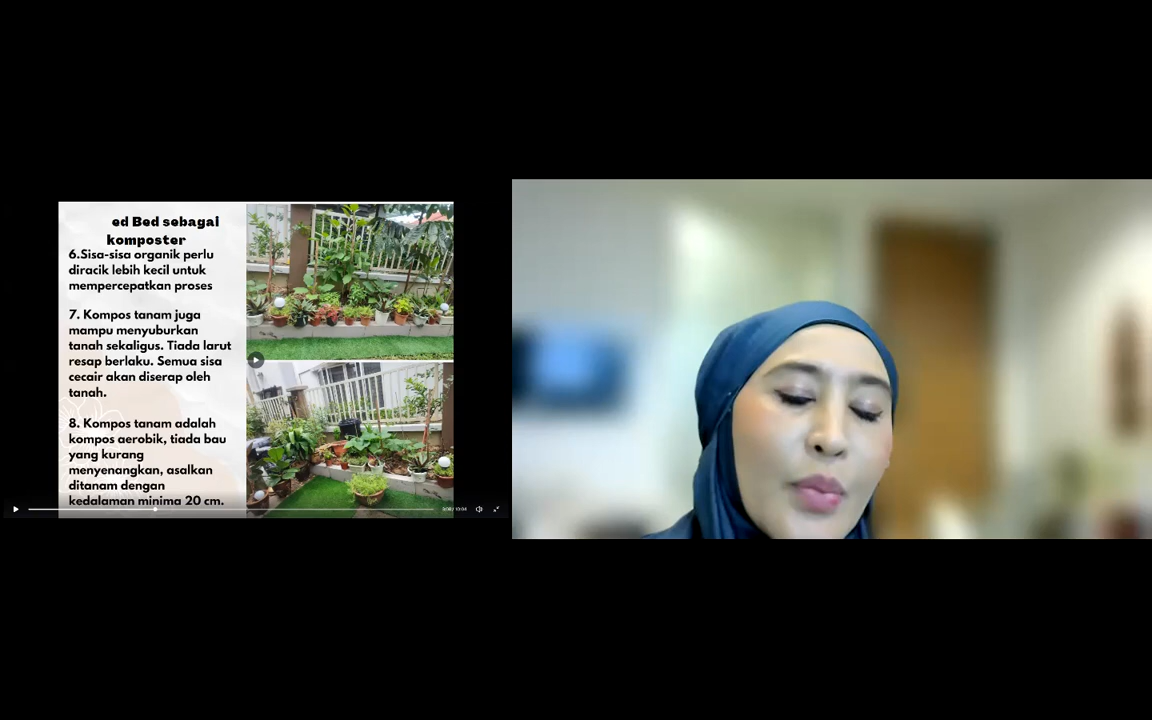 ed Bed sebagai
komposter
6.Sisa-sisa organik perlu
diracik lebih kecil untuk
mempercepatkan proses
7. Kompos tanam juga
mampu menyuburkan
tanah sekaligus. Tiada larut
resap berlaku. Semua sisa
cecair akan diserap oleh
tanah.
8. Kompos tanam adalah
kompos aerobik, tiada bau
yang kurang
menyenangkan, asalkan
ditanam dengan
kedalaman minima 20 cm.